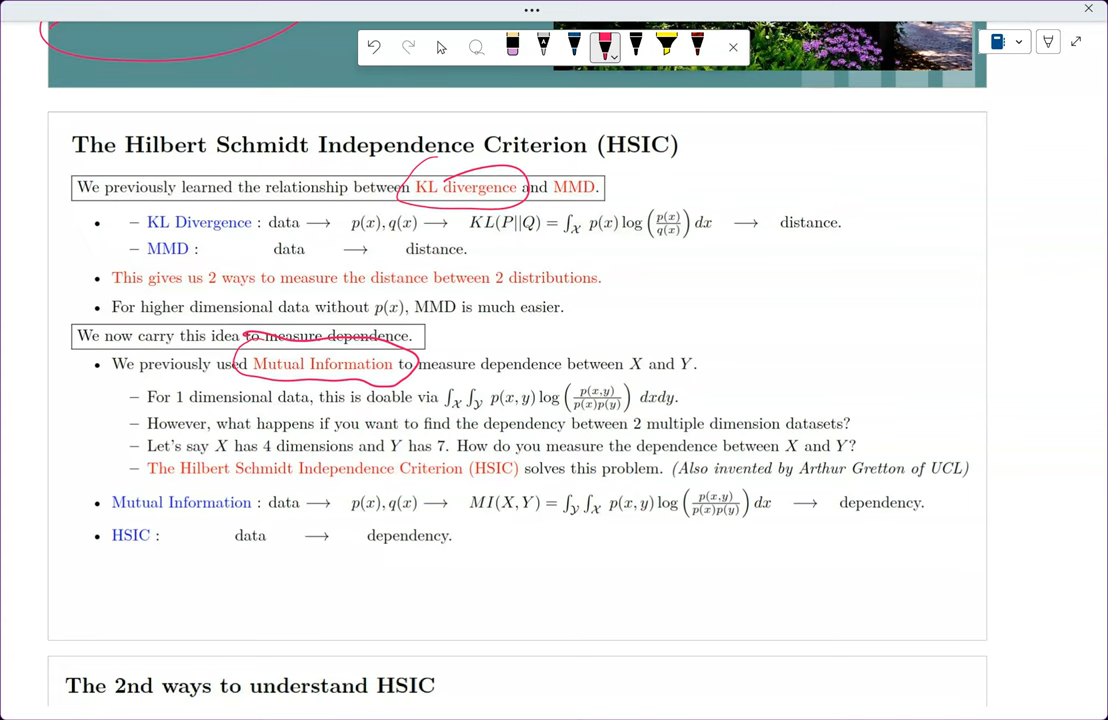 The Hilbert Schmidt Independence Criterion (HSIC)
We previously learned the relationship between KL divergence and MMD.
• – KL Divergence : data ⟶ p(x), q(x) ⟶ KL(P||Q) = ∫_𝒳 p(x) log (p(x)/q(x)) dx ⟶ distance.
– MMD : data ⟶ distance.
• This gives us 2 ways to measure the distance between 2 distributions.
• For higher dimensional data without p(x), MMD is much easier.
We now carry this idea to measure dependence.
• We previously used Mutual Information to measure dependence between X and Y.
– For 1 dimensional data, this is doable via ∫_𝒳 ∫_𝒴 p(x, y) log (p(x,y)/p(x)p(y)) dxdy.
– However, what happens if you want to find the dependency between 2 multiple dimension datasets?
– Let's say X has 4 dimensions and Y has 7. How do you measure the dependence between X and Y?
– The Hilbert Schmidt Independence Criterion (HSIC) solves this problem. (Also invented by Arthur Gretton of UCL)
• Mutual Information : data ⟶ p(x), q(x) ⟶ MI(X, Y) = ∫_𝒴 ∫_𝒳 p(x, y) log (p(x,y)/p(x)p(y)) dx ⟶ dependency.
• HSIC : data ⟶ dependency.
The 2nd ways to understand HSIC